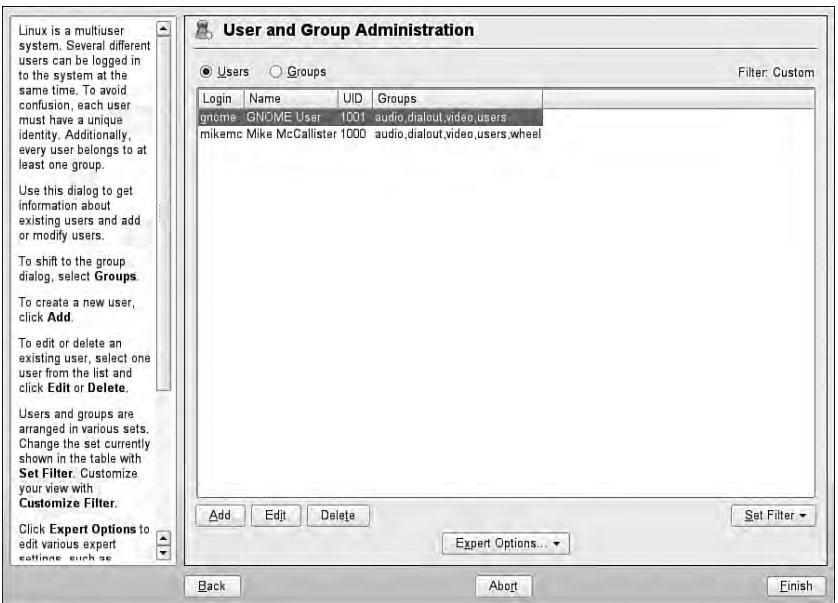 Linux is a multiuser
system. Several different
users can be logged in
to the system at the
same time. To avoid
confusion, each user
must have a unique
identity. Additionally,
every user belongs to at
least one group.
Use this dialog to get
information about
existing users and add
or modify users.
To shift to the group
dialog, select Groups.
To create a new user,
click Add.
To edit or delete an
existing user, select one
user from the list and
click Edit or Delete.
Users and groups are
arranged in various sets.
Change the set currently
shown in the table with
Set Filter. Customize
your view with
Customize Filter.
Click Expert Options to
edit various expert
settings, such as
User and Group Administration
Users Groups Filter: Custom
Login Name UID Groups
gnome GNOME User 1001 audio,dialout,video,users
mikemc Mike McCallister 1000 audio,dialout,video,users,wheel
Add Edit Delete Set Filter
Expert Options...
Back Abort Finish